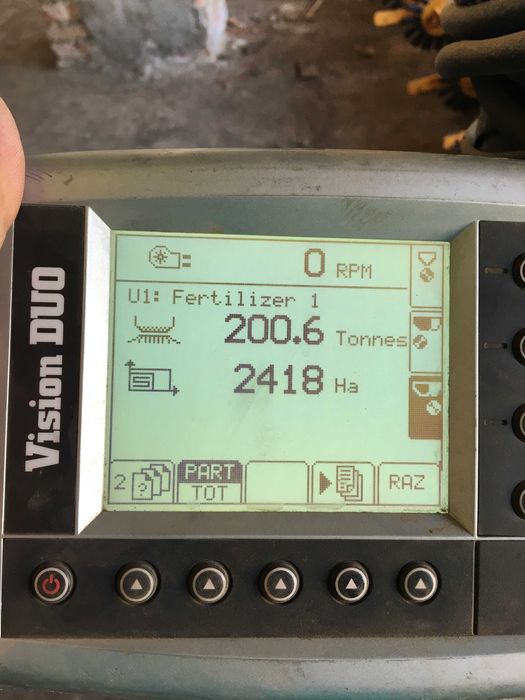 Vision DUO
0 RPM
U1: Fertilizer 1
200.6 Tonnes
2418 Ha
2 ?
PART
TOT
RAZ